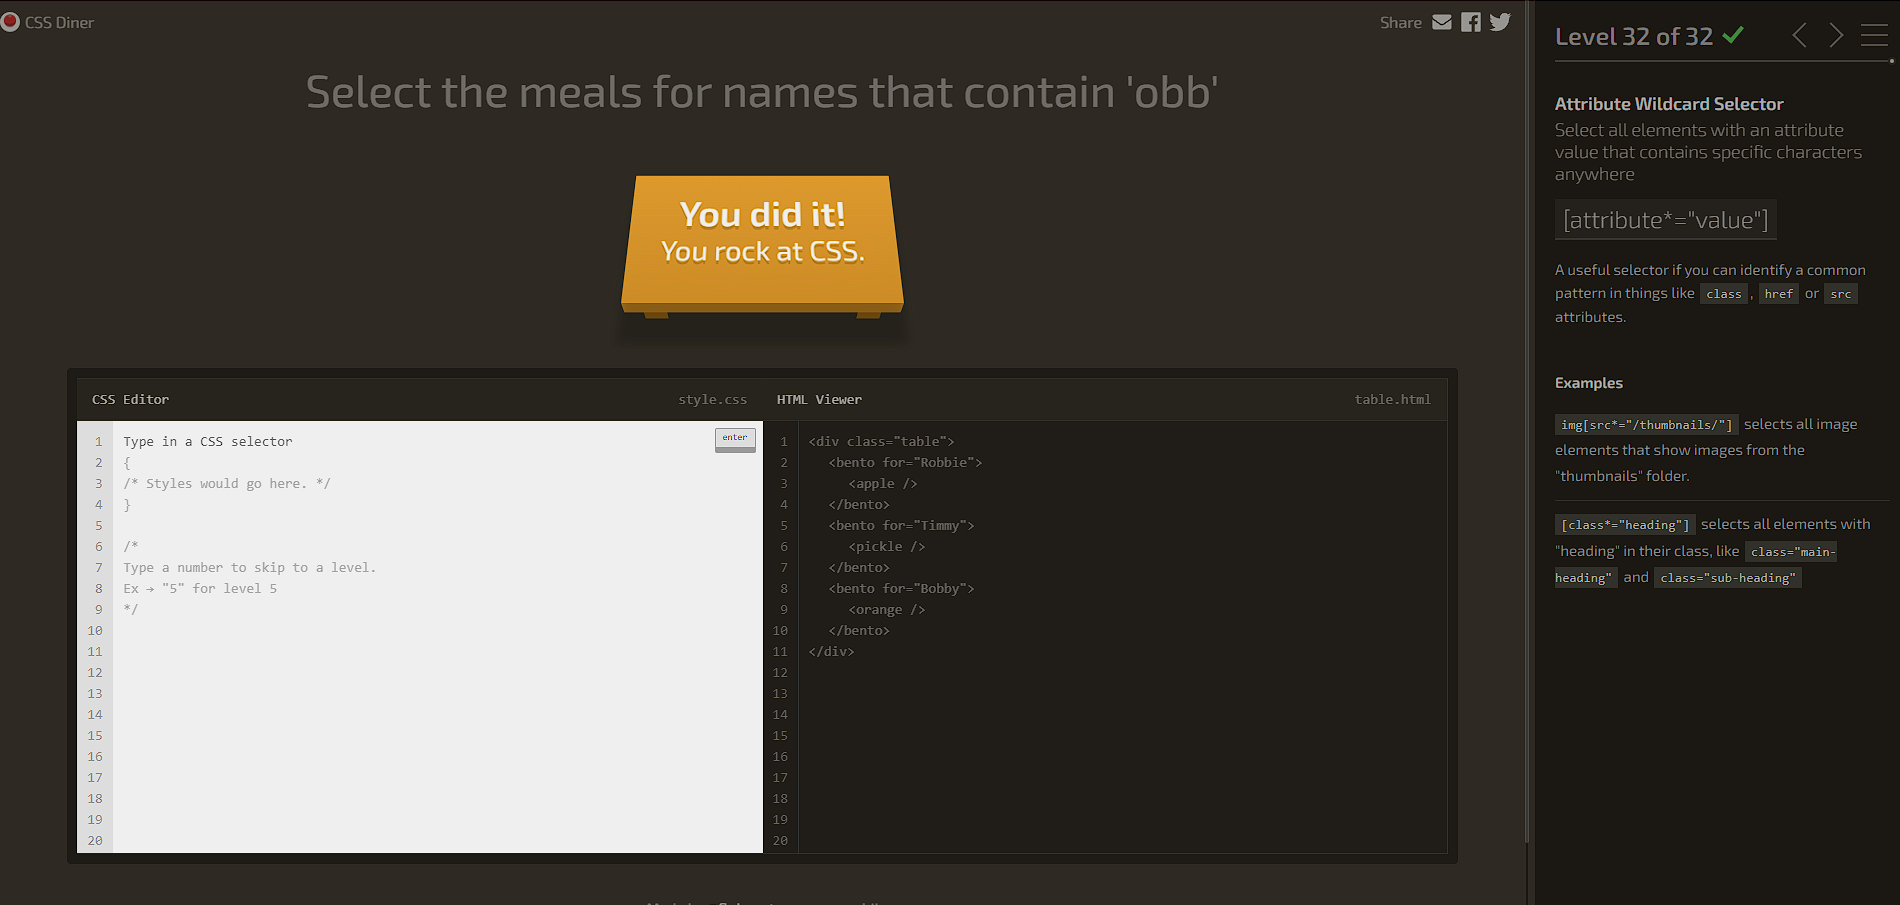 CSS Diner
Share
Select the meals for names that contain 'obb'
You did it!
You rock at CSS.
CSS Editor
style.css
HTML Viewer
table.html
1 Type in a CSS selector
enter
2 {
3 /* Styles would go here. */
4 }
5
6 /*
7 Type a number to skip to a level.
8 Ex → "5" for level 5
9 */
10
11
12
13
14
15
16
17
18
19
20
1 <div class="table">
2 <bento for="Robbie">
3 <apple />
4 </bento>
5 <bento for="Timmy">
6 <pickle />
7 </bento>
8 <bento for="Bobby">
9 <orange />
10 </bento>
11 </div>
12
13
14
15
16
17
18
19
20
Level 32 of 32
Attribute Wildcard Selector
Select all elements with an attribute
value that contains specific characters
anywhere
[attribute*="value"]
A useful selector if you can identify a common
pattern in things like class , href or src
attributes.
Examples
img[src*="/thumbnails/"] selects all image
elements that show images from the
"thumbnails" folder.
[class*="heading"] selects all elements with
"heading" in their class, like class="main-
heading" and class="sub-heading"